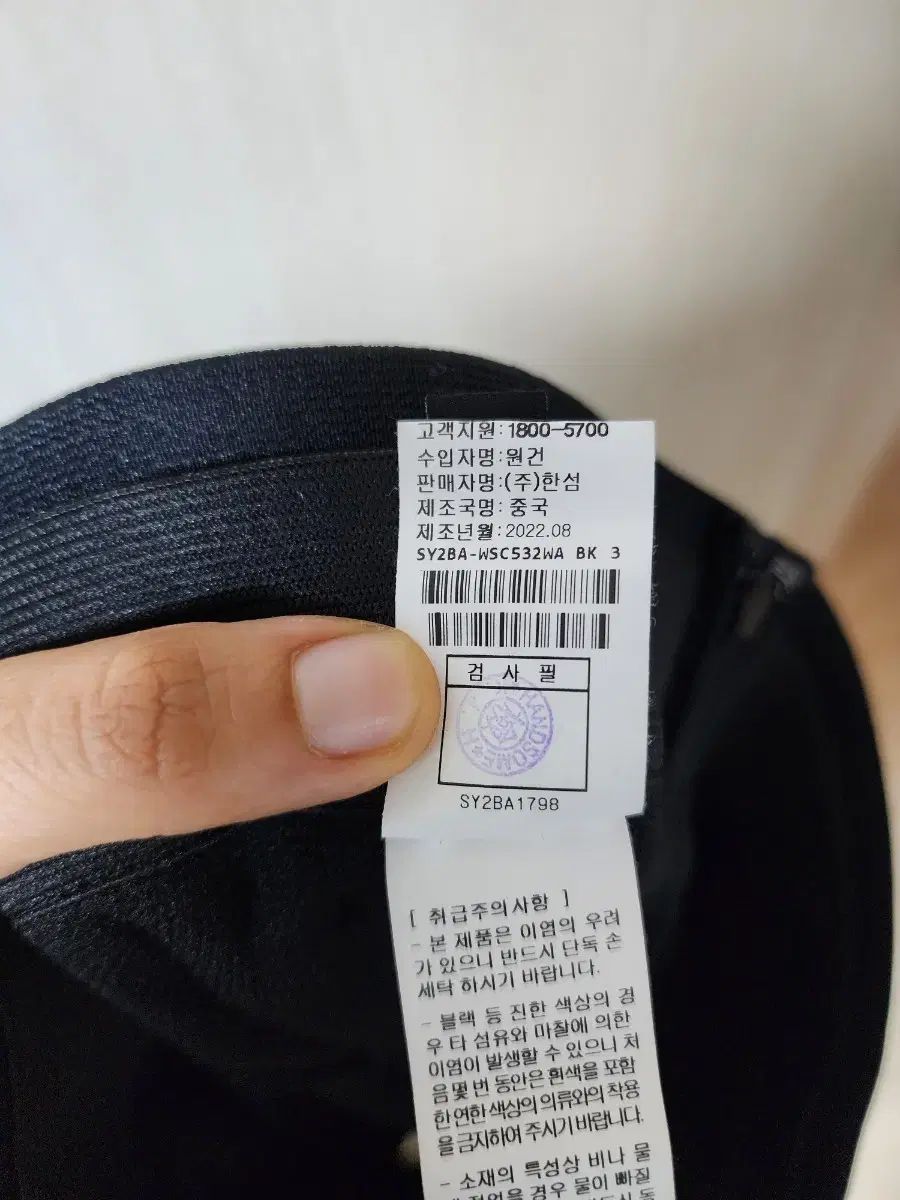 고객지원:1800-5700
수입자명:원건
판매자명:(주)한섬
제조국명: 중국
제조년월:2022.08
SY2BA-WSC532WA BK 3
검 사 필
HANDSOME
SY2BA1798
[ 취급주의사항 ]
- 본 제품은 이염의 우려
가 있으니 반드시 단독 손
세탁 하시기 바랍니다.
- 블랙 등 진한 색상의 경
우 타 섬유와 마찰에 의한
이염이 발생할 수 있으니 처
음 몇 번 동안은 흰색을 포함
한 연한 색상의 의류와의 착용
을 금지하여 주시기 바랍니다.
- 소재의 특성상 비나 물
경우 물이 빠질